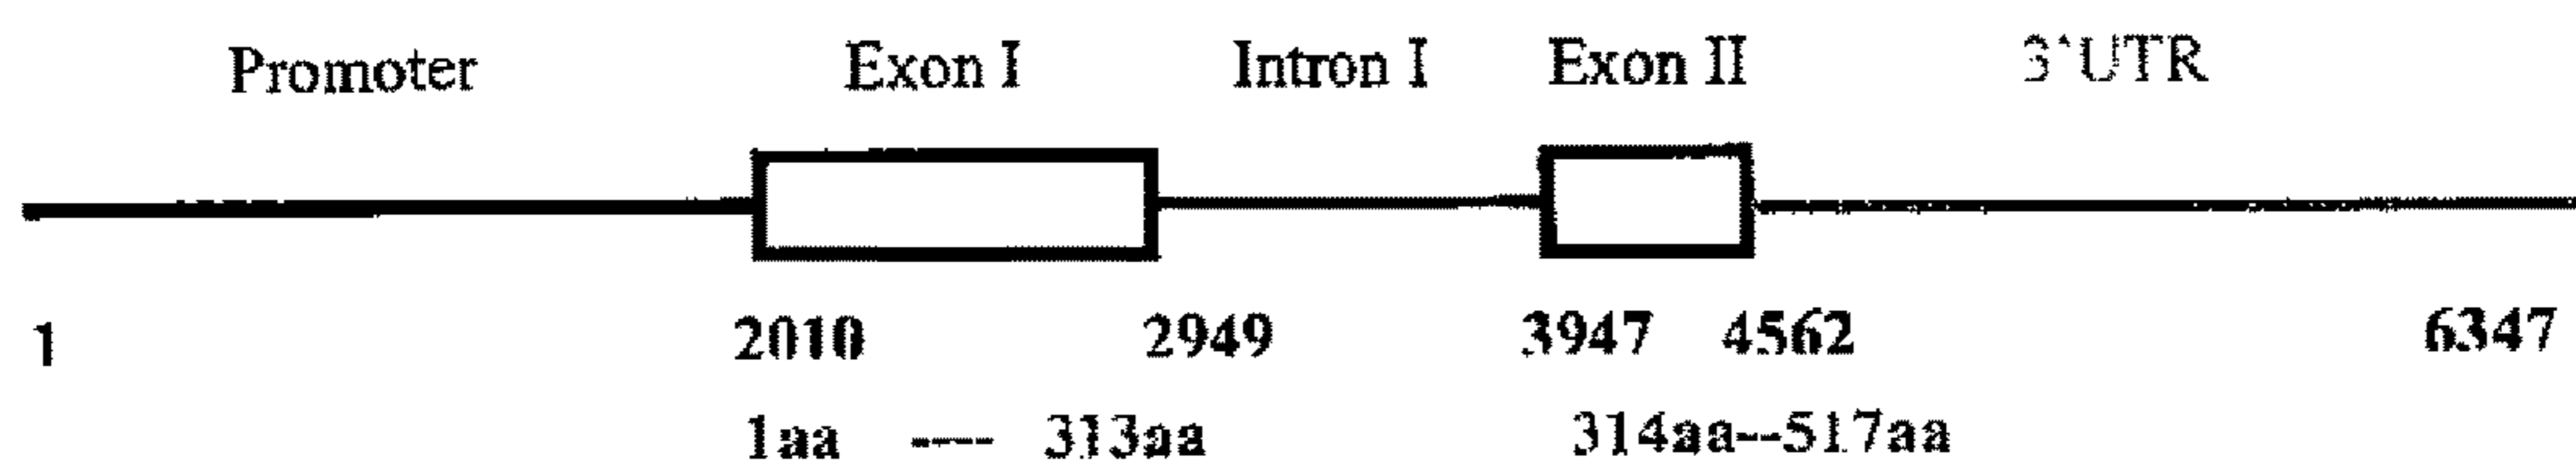 Promoter Exon I Intron I Exon II 3'UTR
1 2010 2949 3947 4562 6347
1aa ---- 313aa 314aa--517aa